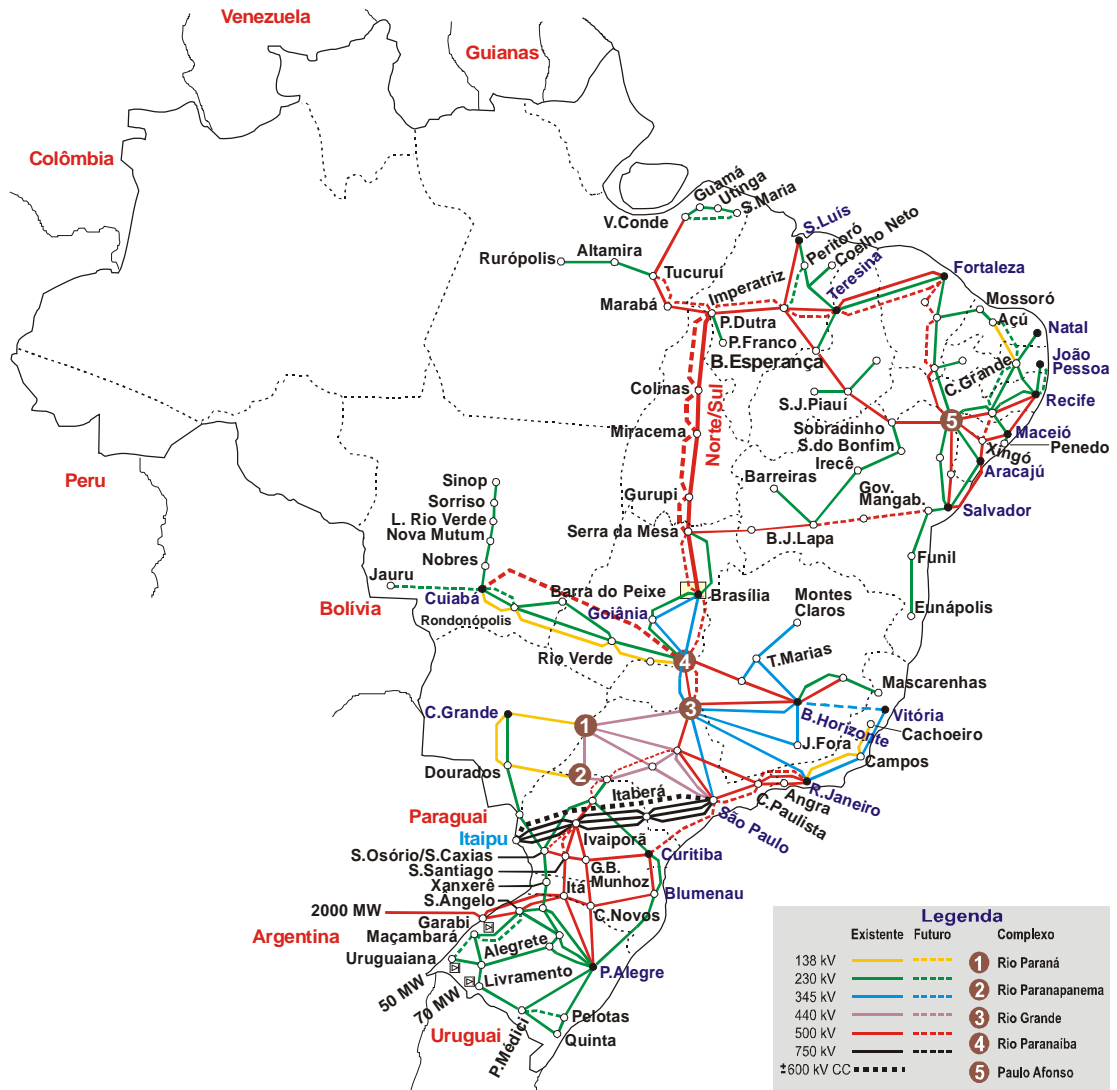 Venezuela
Guianas
Colômbia
Peru
Bolívia
Paraguai
Itaipu
Argentina
Uruguai
Guamá
Utinga
S.Maria
V.Conde
S.Luís
Peritoró
Coelho Neto
Altamira
Rurópolis
Tucuruí
Imperatriz
Teresina
Fortaleza
Marabá
P.Dutra
P.Franco
B.Esperança
Mossoró
Açú
Natal
João
Pessoa
C.Grande
Colinas
Norte/Sul
S.J.Piauí
Recife
Miracema
Sobradinho
5
Maceió
Penedo
Xingó
S.do Bonfim
Irecê
Aracajú
Sinop
Barreiras
Gov.
Mangab.
Sorriso
Gurupi
L. Rio Verde
Nova Mutum
Serra da Mesa
B.J.Lapa
Salvador
Nobres
Funil
Jauru
Cuiabá
Barra do Peixe
Brasília
Montes
Claros
Eunápolis
Rondonópolis
Goiânia
Rio Verde
4
T.Marias
Mascarenhas
C.Grande
1
3
B.Horizonte
Vitória
Cachoeiro
J.Fora
Campos
Dourados
2
Itaberá
R.Janeiro
Angra
C.Paulista
São Paulo
Ivaiporã
S.Osório/S.Caxias
Curitiba
S.Santiago
G.B.
Munhoz
Xanxerê
Itá
Blumenau
S.Ângelo
2000 MW
C.Novos
Garabi
Maçambará
Alegrete
Uruguaiana
Livramento
P.Alegre
50 MW
70 MW
Pelotas
P.Médici
Quinta
Legenda
Existente Futuro Complexo
138 kV 1 Rio Paraná
230 kV 2 Rio Paranapanema
345 kV
440 kV 3 Rio Grande
500 kV 4 Rio Paranaíba
750 kV
±600 kV CC 5 Paulo Afonso